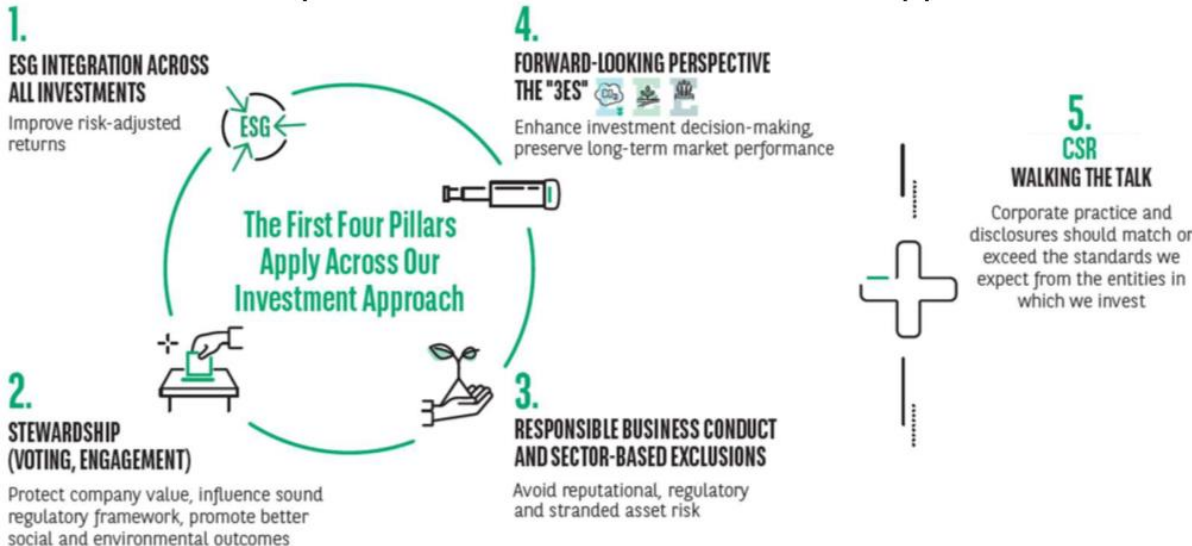 1.
ESG INTEGRATION ACROSS
ALL INVESTMENTS
Improve risk-adjusted
returns
ESG
4.
FORWARD-LOOKING PERSPECTIVE
THE "3ES"
CO₂
E
E
Enhance investment decision-making,
preserve long-term market performance
The First Four Pillars
Apply Across Our
Investment Approach
2.
STEWARDSHIP
(VOTING, ENGAGEMENT)
Protect company value, influence sound
regulatory framework, promote better
social and environmental outcomes
3.
RESPONSIBLE BUSINESS CONDUCT
AND SECTOR-BASED EXCLUSIONS
Avoid reputational, regulatory
and stranded asset risk
5.
CSR
WALKING THE TALK
Corporate practice and
disclosures should match or
exceed the standards we
expect from the entities in
which we invest